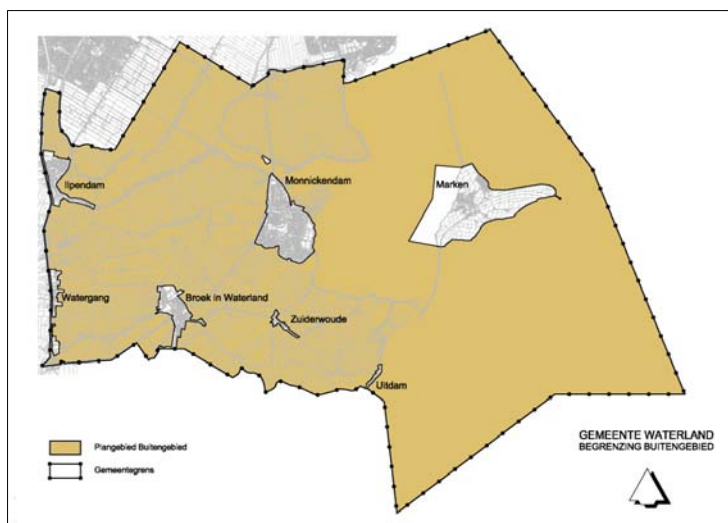 Ilpendam
Monnickendam
Marken
Watergang
Broek in Waterland
Zuiderwoude
Uitdam
Plangebied Buitengebied
Gemeentegrens
GEMEENTE WATERLAND
BEGRENZING BUITENGEBIED